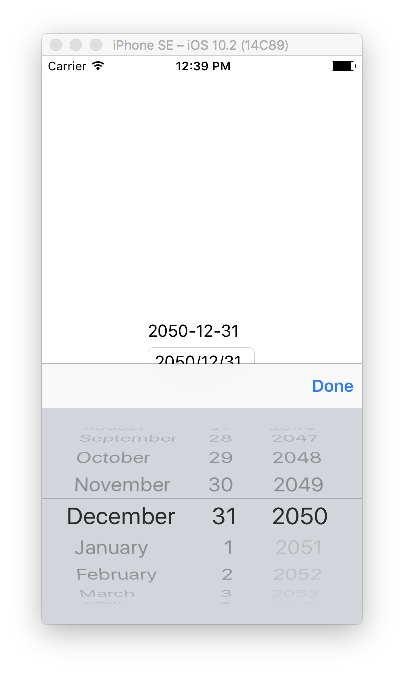 iPhone SE – iOS 10.2 (14C89)
Carrier 12:39 PM
2050-12-31
2050/12/31
Done
September 28 2047
October 29 2048
November 30 2049
December 31 2050
January 1 2051
February 2 2052
March 3 2053